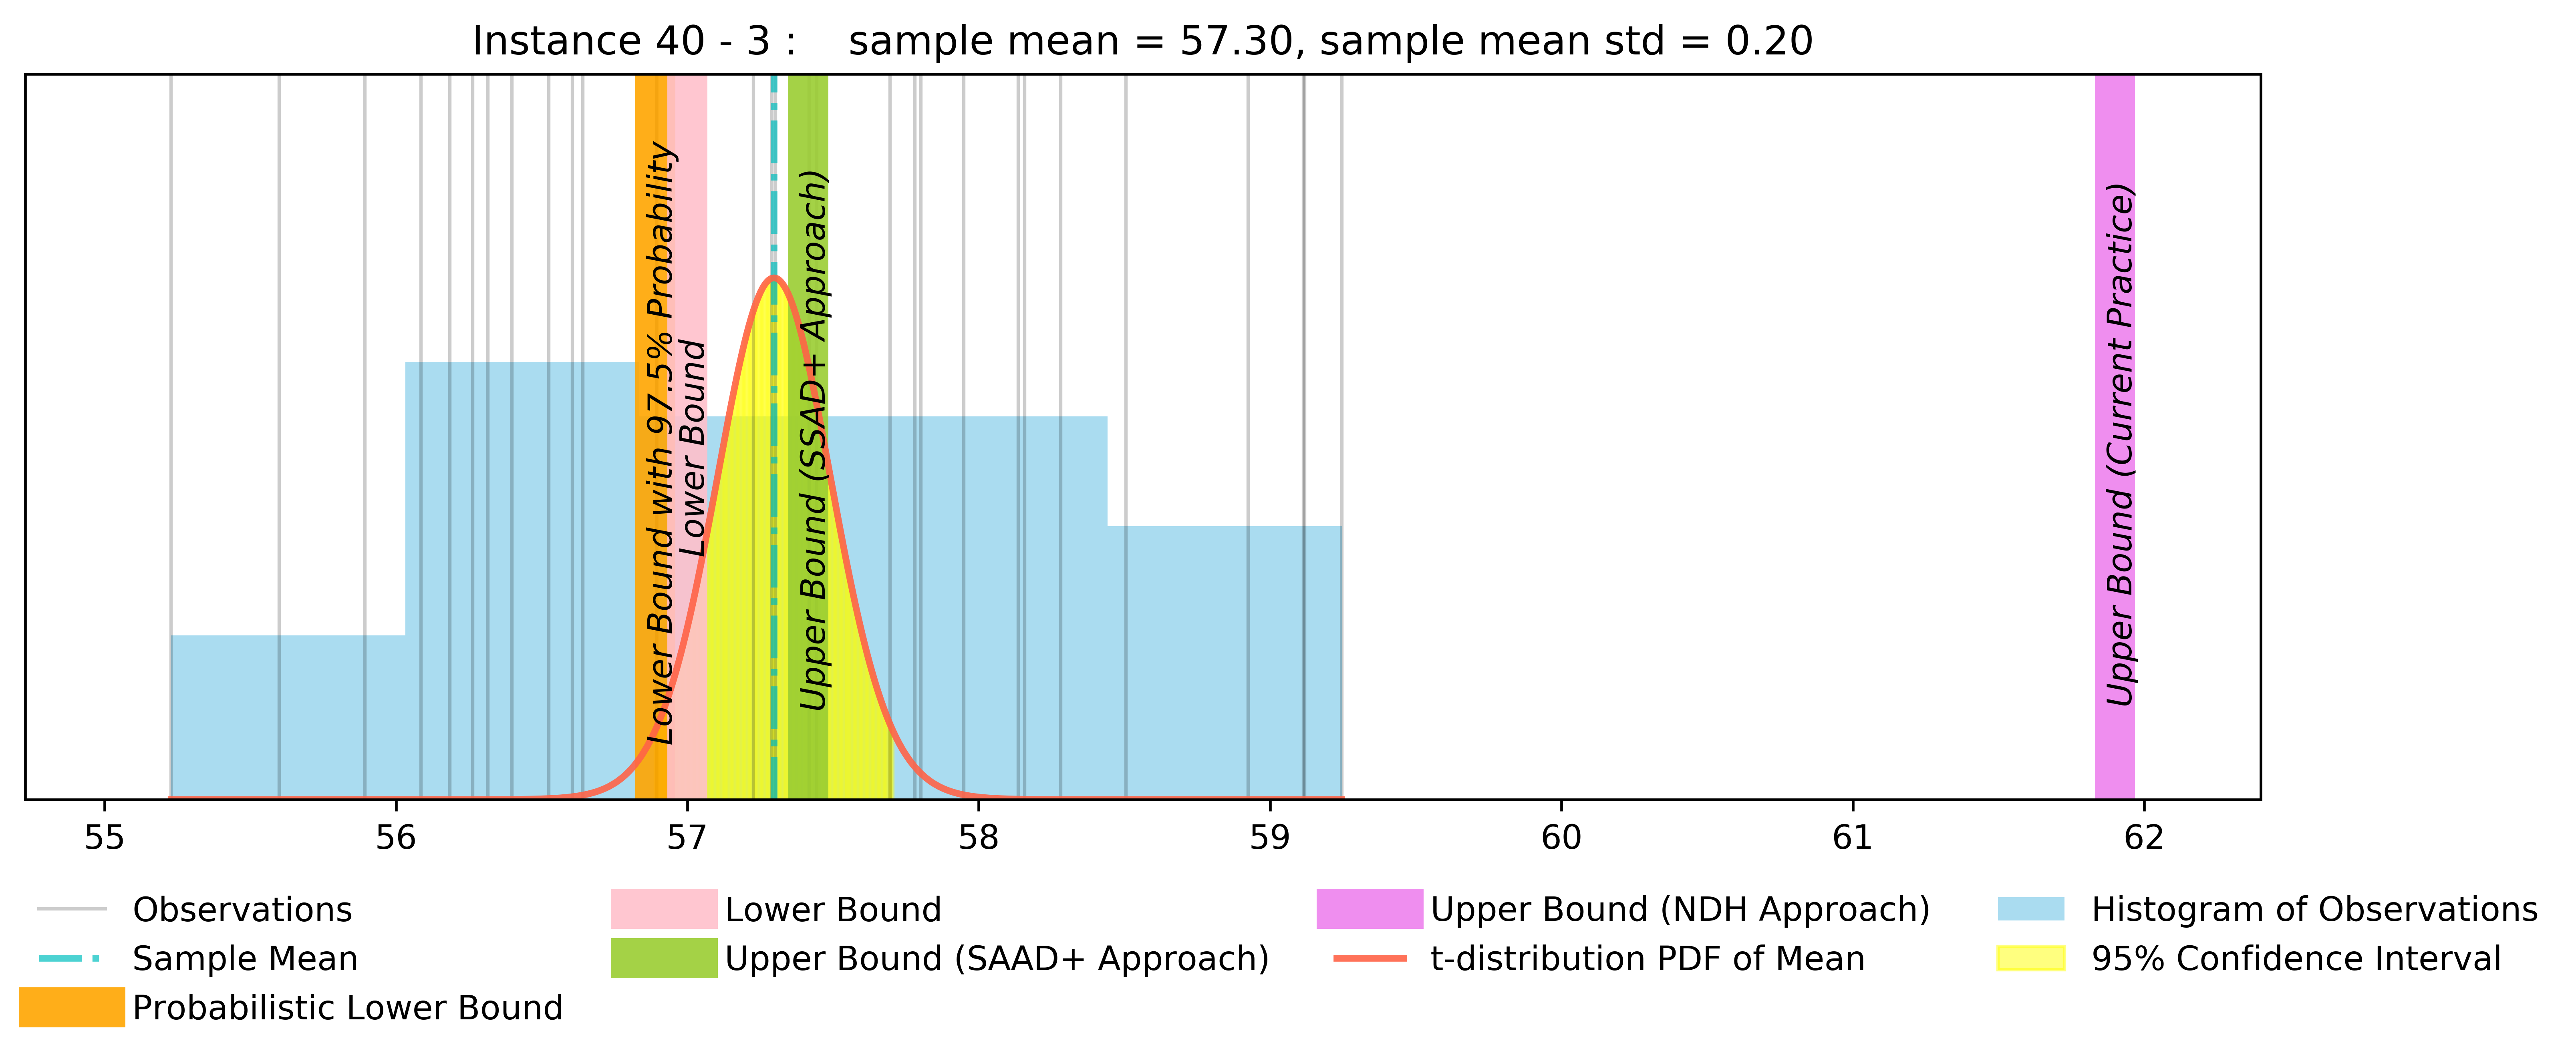 Instance 40 - 3 :    sample mean = 57.30, sample mean std = 0.20
Lower Bound with 97.5% Probability
Lower Bound
Upper Bound (SSAD+ Approach)
Upper Bound (Current Practice)
55 56 57 58 59 60 61 62
Observations
Sample Mean
Probabilistic Lower Bound
Lower Bound
Upper Bound (SAAD+ Approach)
Upper Bound (NDH Approach)
t-distribution PDF of Mean
Histogram of Observations
95% Confidence Interval